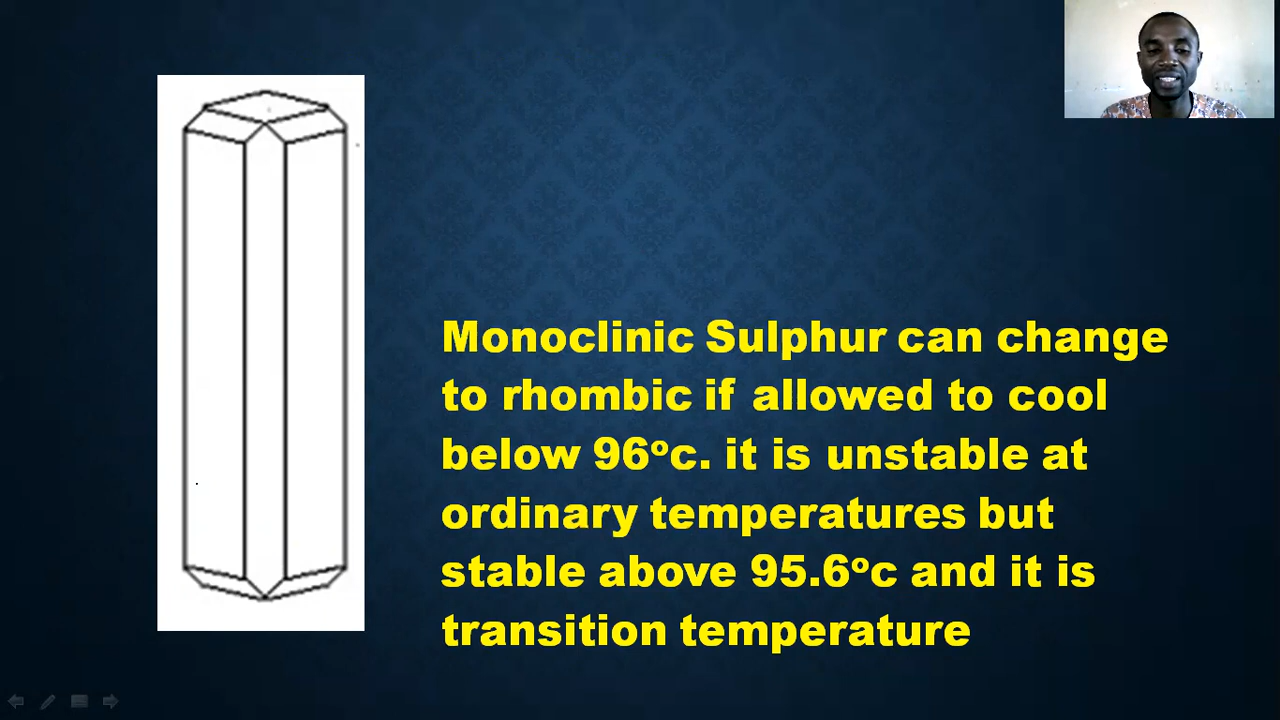 Monoclinic Sulphur can change
to rhombic if allowed to cool
below 96ºc. it is unstable at
ordinary temperatures but
stable above 95.6ºc and it is
transition temperature